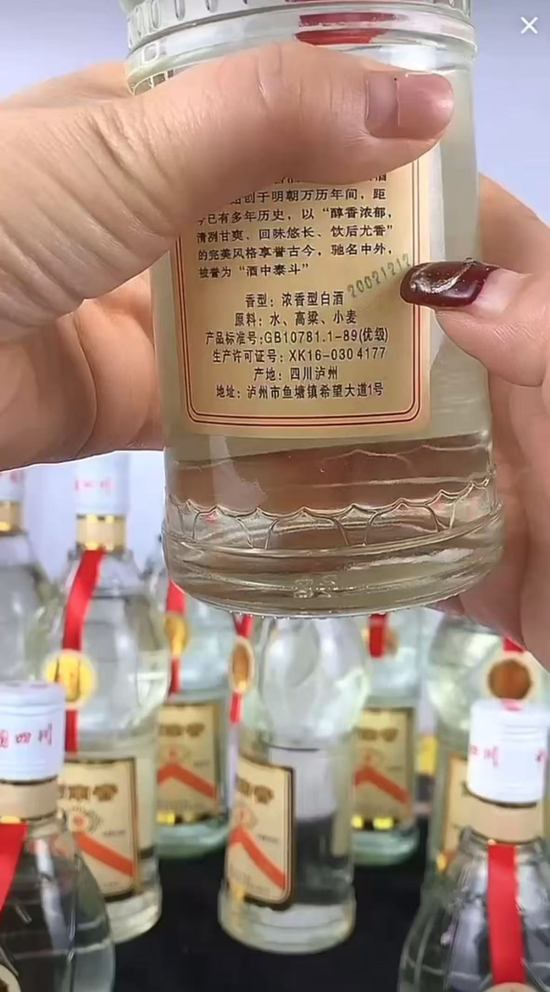 创于明朝万历年间，距
今已有多年历史，以“醇香浓郁，
清冽甘爽、回味悠长、饮后尤香”
的完美风格享誉古今，驰名中外，
被誉为“酒中泰斗”
20021212
香型：浓香型白酒
原料：水、高粱、小麦
产品标准号:GB10781.1-89(优级)
生产许可证号：XK16-030 4177
产地：四川泸州
地址：泸州市鱼塘镇希望大道1号
四川
四川